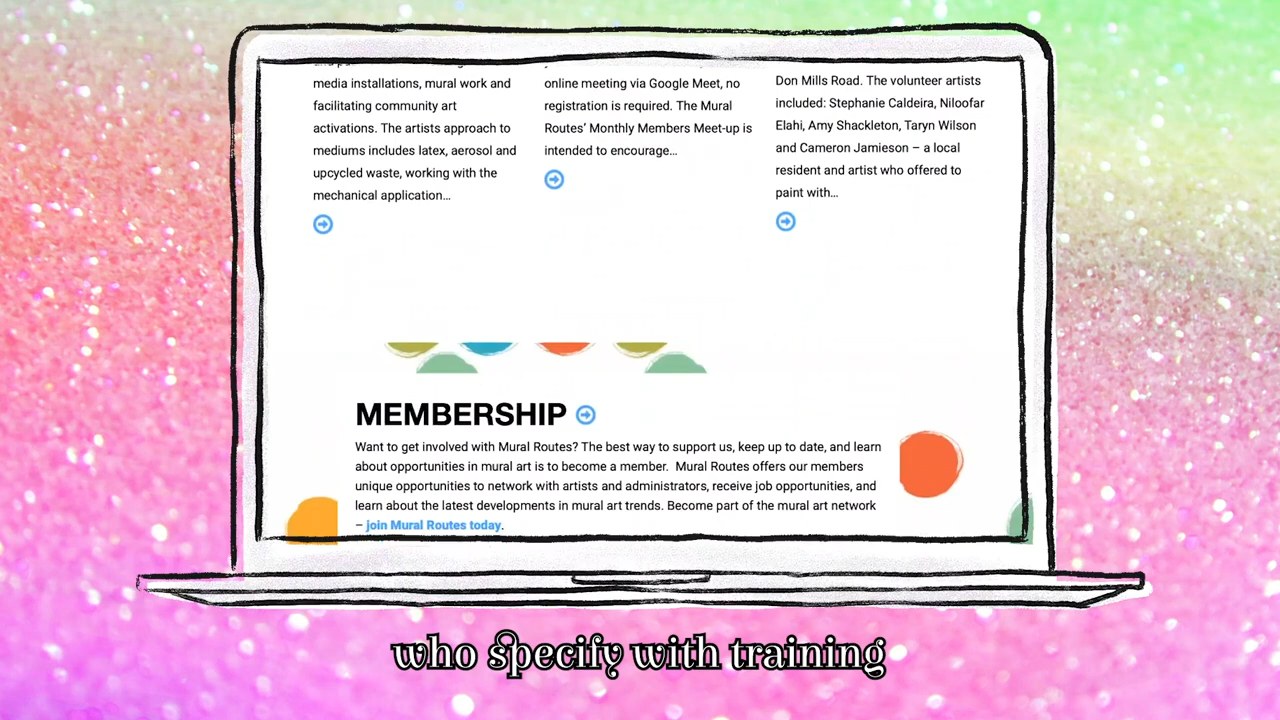 media installations, mural work and
facilitating community art
activations. The artists approach to
mediums includes latex, aerosol and
upcycled waste, working with the
mechanical application…
online meeting via Google Meet, no
registration is required. The Mural
Routes’ Monthly Members Meet-up is
intended to encourage…
Don Mills Road. The volunteer artists
included: Stephanie Caldeira, Niloofar
Elahi, Amy Shackleton, Taryn Wilson
and Cameron Jamieson – a local
resident and artist who offered to
paint with…
MEMBERSHIP
Want to get involved with Mural Routes? The best way to support us, keep up to date, and learn
about opportunities in mural art is to become a member.  Mural Routes offers our members
unique opportunities to network with artists and administrators, receive job opportunities, and
learn about the latest developments in mural art trends. Become part of the mural art network
– join Mural Routes today.
who specify with training